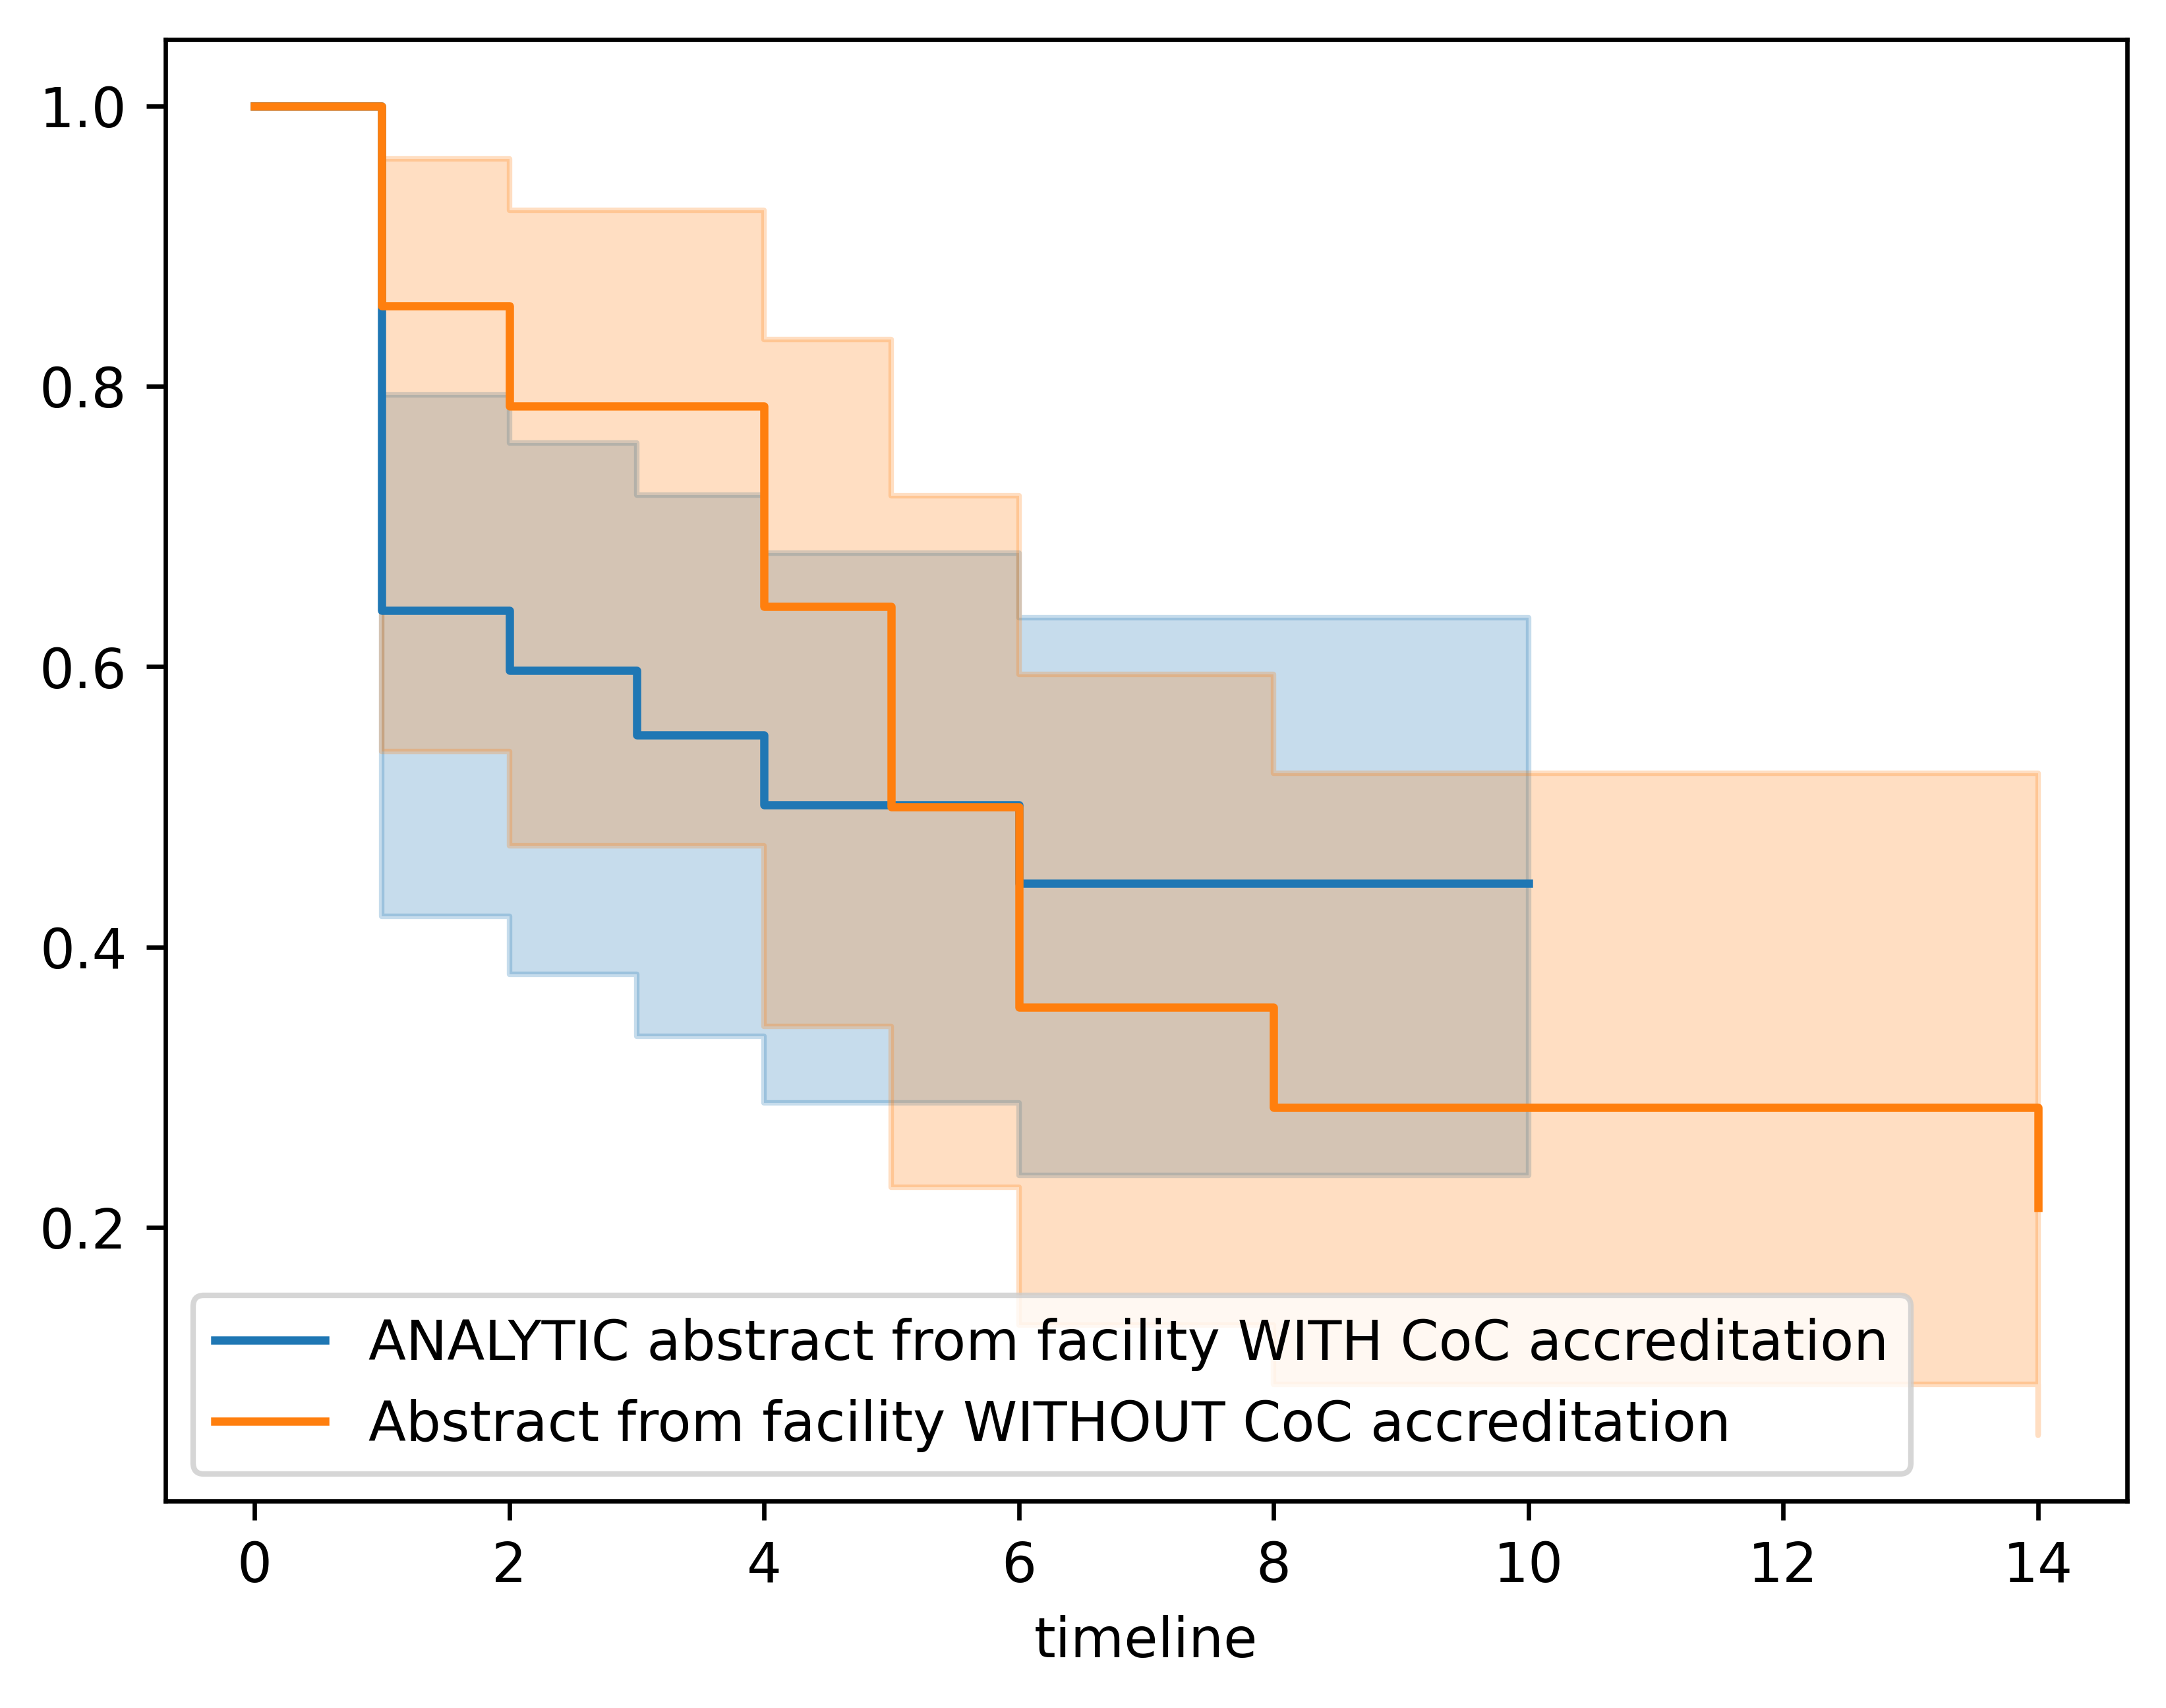 1.0
0.8
0.6
0.4
0.2
ANALYTIC abstract from facility WITH CoC accreditation
Abstract from facility WITHOUT CoC accreditation
0 2 4 6 8 10 12 14
timeline